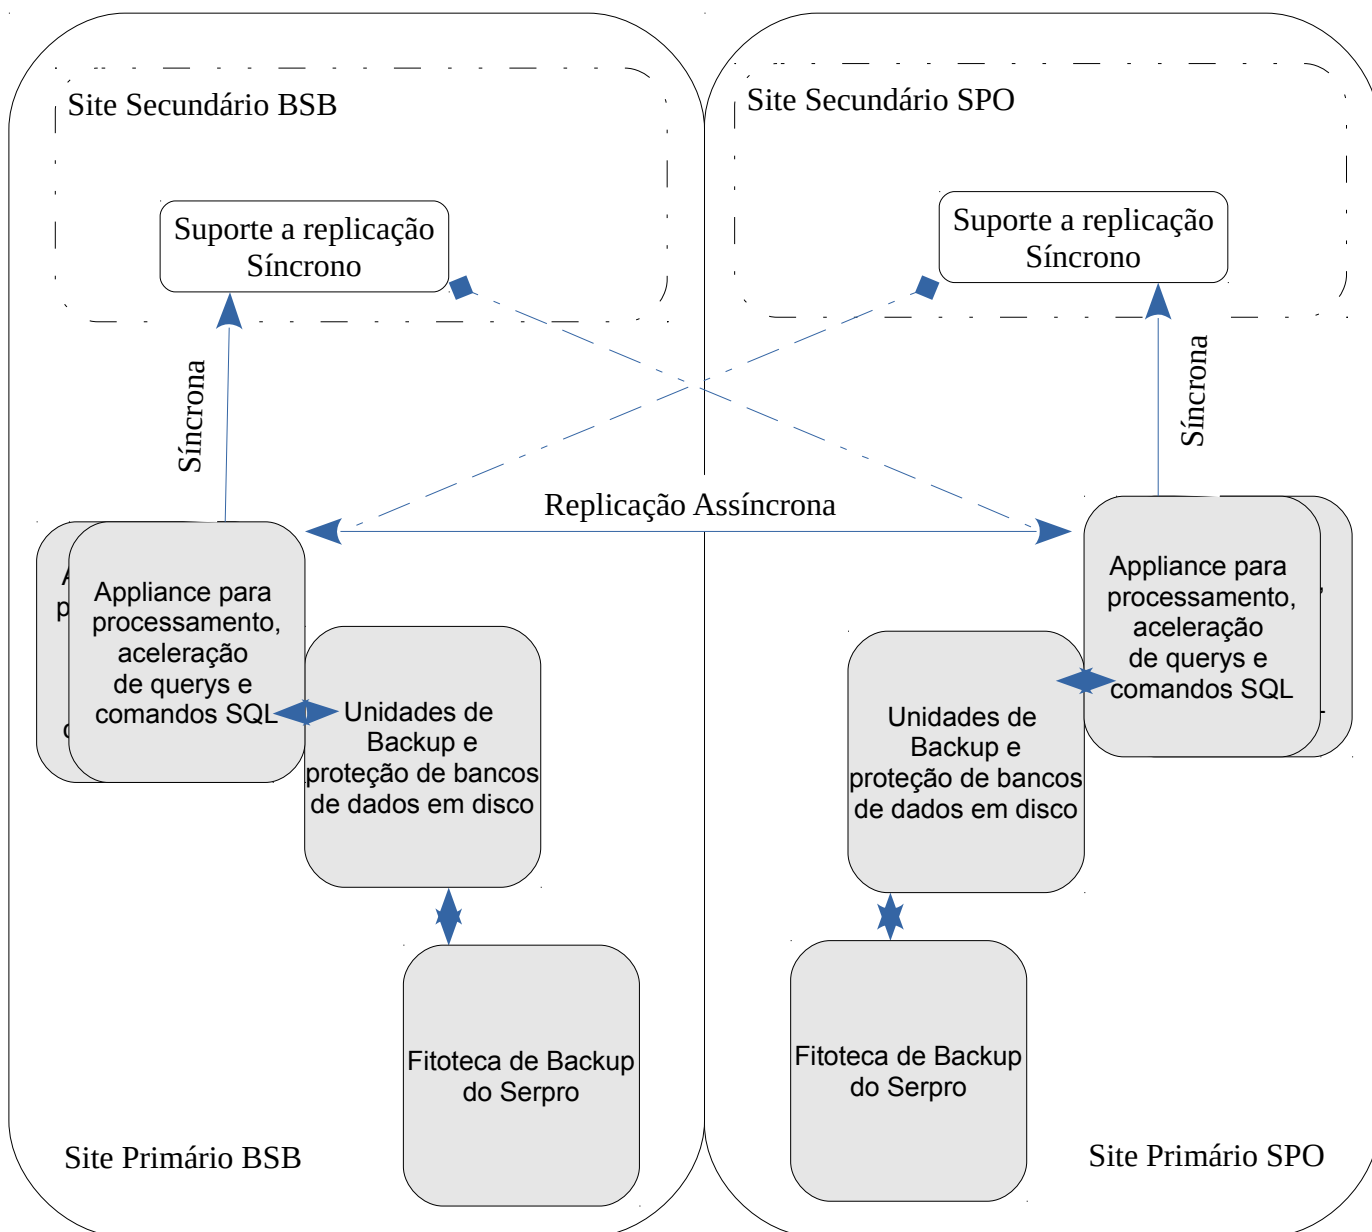 Site Secundário BSB
Suporte a replicação
Síncrono
Síncrona
Site Secundário SPO
Suporte a replicação
Síncrono
Síncrona
Replicação Assíncrona
Appliance para
processamento,
aceleração
de querys e
comandos SQL
Unidades de
Backup e
proteção de bancos
de dados em disco
Fitoteca de Backup
do Serpro
Site Primário BSB
Appliance para
processamento,
aceleração
de querys e
comandos SQL
Unidades de
Backup e
proteção de bancos
de dados em disco
Fitoteca de Backup
do Serpro
Site Primário SPO